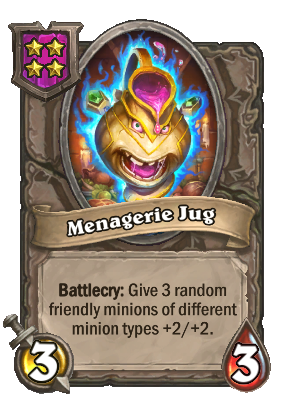 Menagerie Jug
Battlecry: Give 3 random
friendly minions of different
minion types +2/+2.
3 3